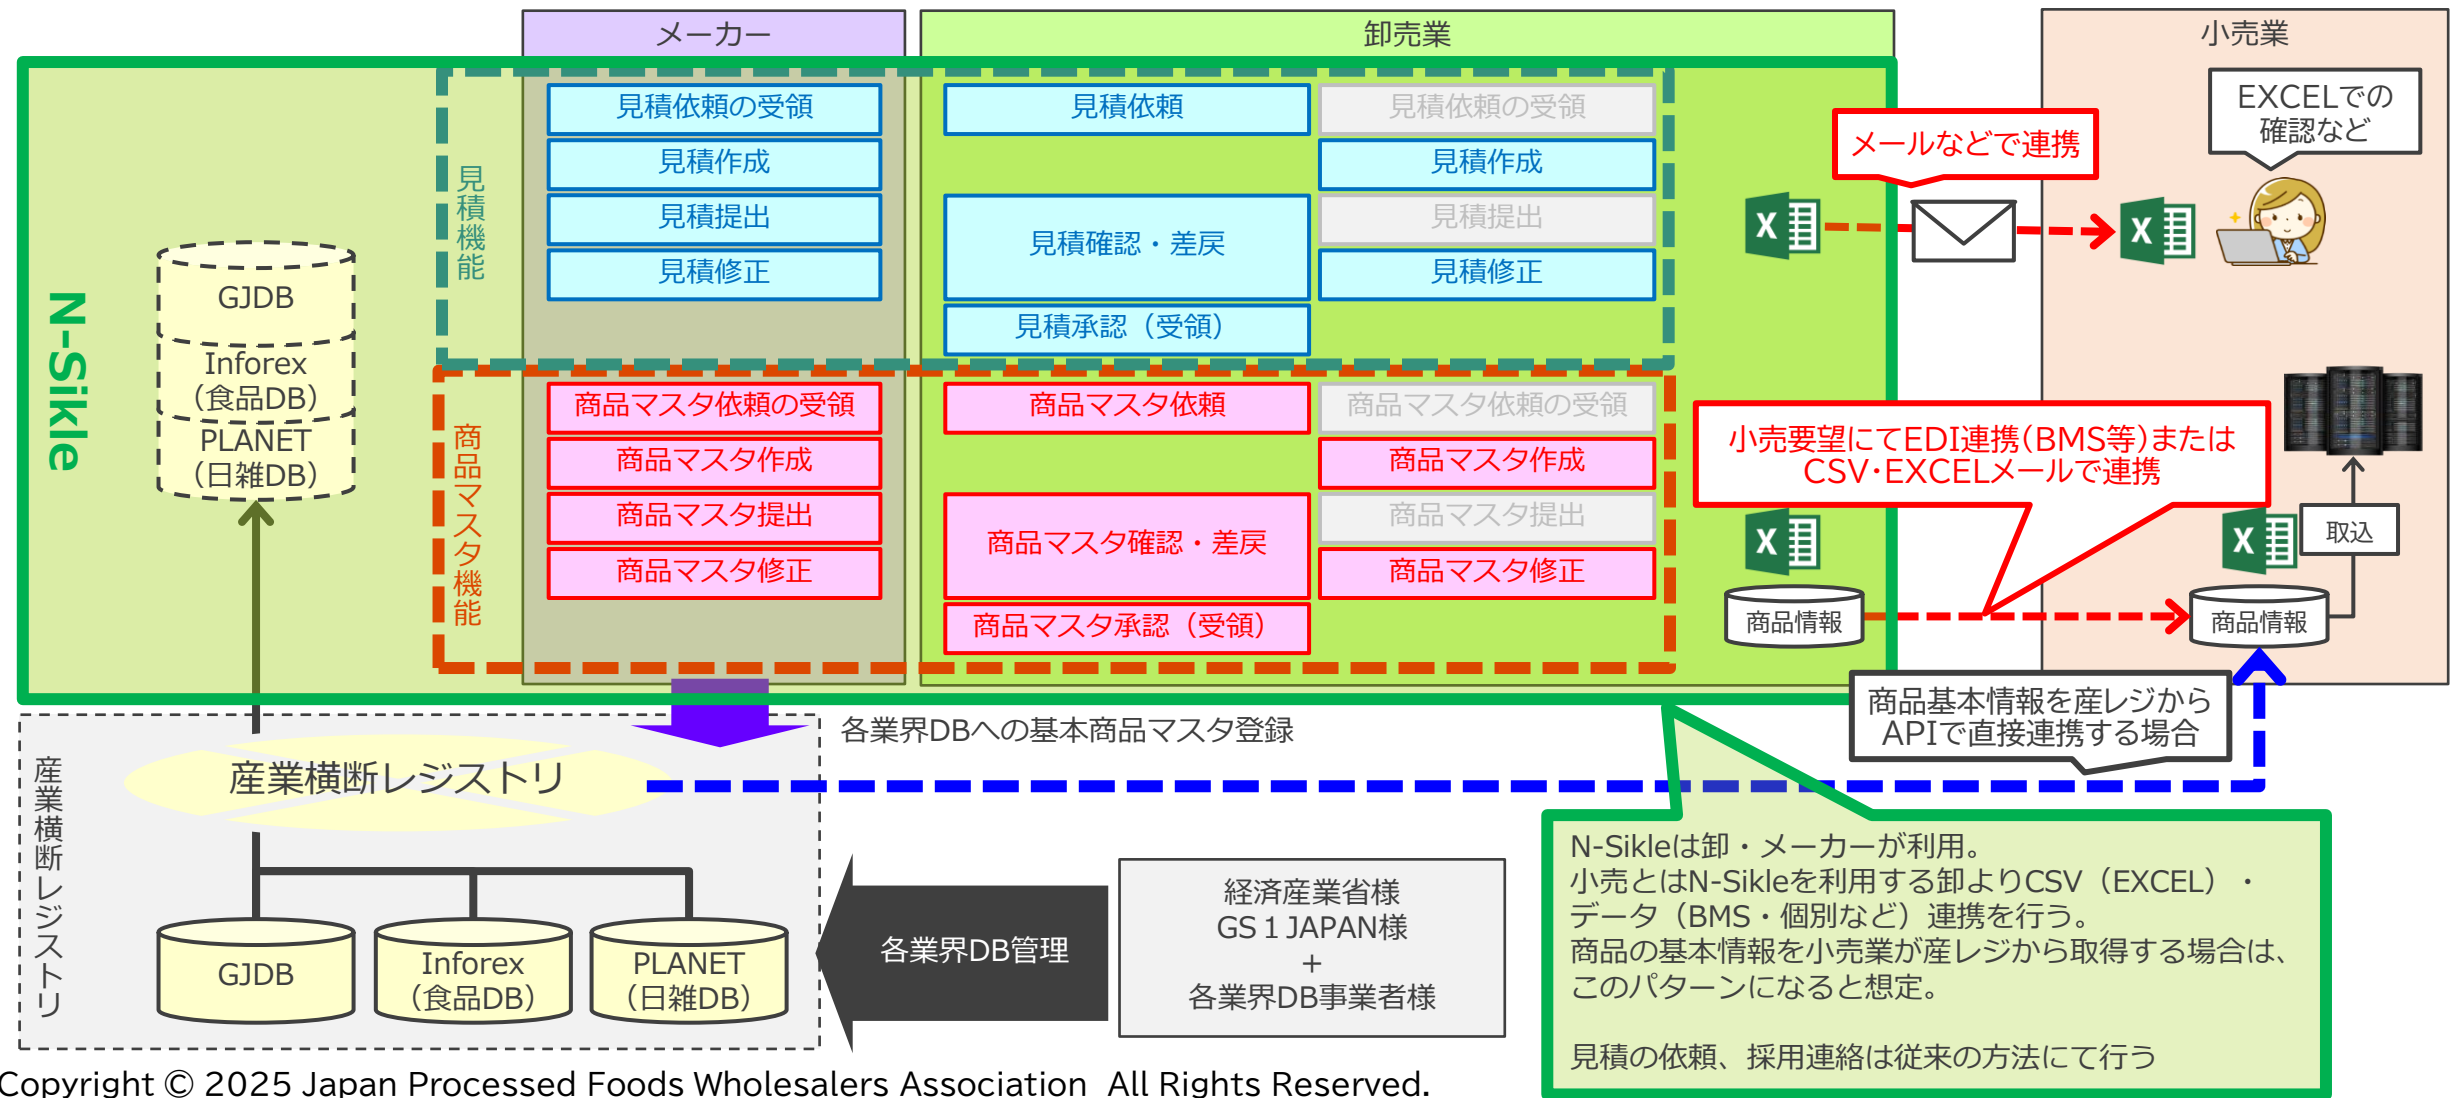 メーカー
卸売業
小売業
N-Sikle
GJDB
Inforex
（食品DB）
PLANET
（日雑DB）
見積機能
見積依頼の受領
見積作成
見積提出
見積修正
見積依頼
見積確認・差戻
見積承認（受領）
見積依頼の受領
見積作成
見積提出
見積修正
メールなどで連携
EXCELでの
確認など
商品マスタ機能
商品マスタ依頼の受領
商品マスタ作成
商品マスタ提出
商品マスタ修正
商品マスタ依頼
商品マスタ確認・差戻
商品マスタ承認（受領）
商品マスタ依頼の受領
商品マスタ作成
商品マスタ提出
商品マスタ修正
小売要望にてEDI連携（BMS等）または
CSV・EXCELメールで連携
取込
商品情報
商品情報
商品基本情報を産レジから
APIで直接連携する場合
各業界DBへの基本商品マスタ登録
産業横断レジストリ
産業横断レジストリ
GJDB
Inforex
（食品DB）
PLANET
（日雑DB）
各業界DB管理
経済産業省様
GS１JAPAN様
＋
各業界DB事業者様
N-Sikleは卸・メーカーが利用。
小売とはN-Sikleを利用する卸よりCSV（EXCEL）・
データ（BMS・個別など）連携を行う。
商品の基本情報を小売業が産レジから取得する場合は、
このパターンになると想定。
見積の依頼、採用連絡は従来の方法にて行う
Copyright © 2025 Japan Processed Foods Wholesalers Association All Rights Reserved.